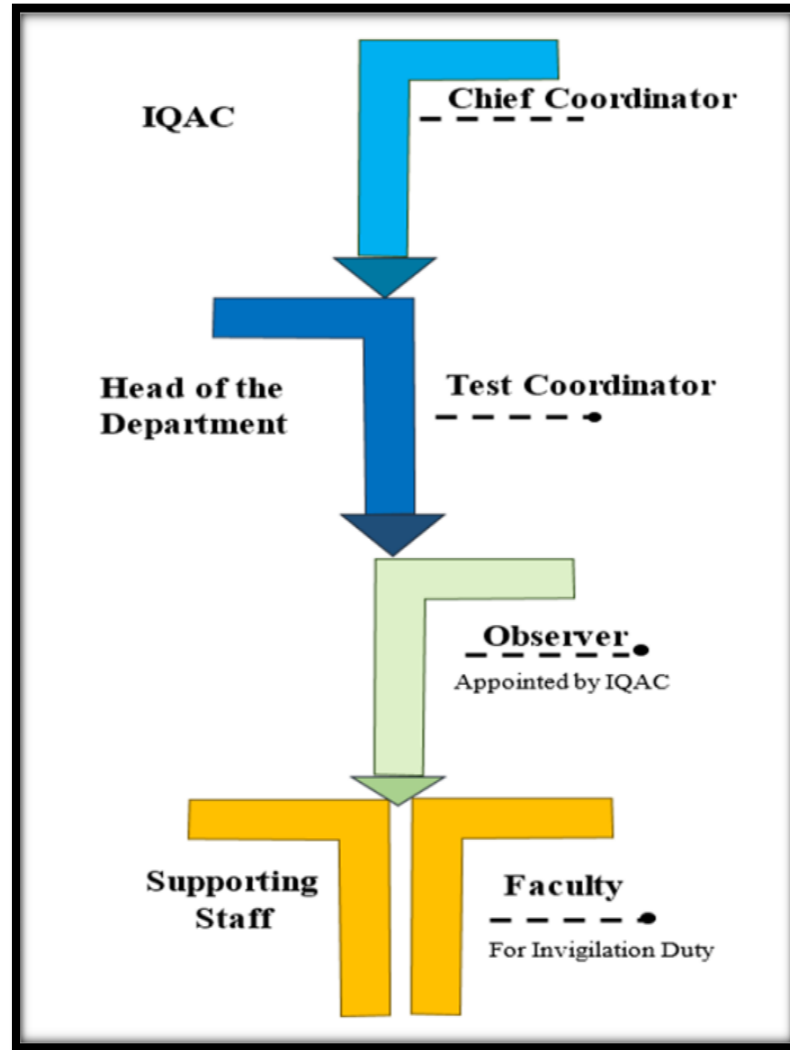 IQAC
Chief Coordinator
Head of the
Department
Test Coordinator
Observer
Appointed by IQAC
Supporting
Staff
Faculty
For Invigilation Duty